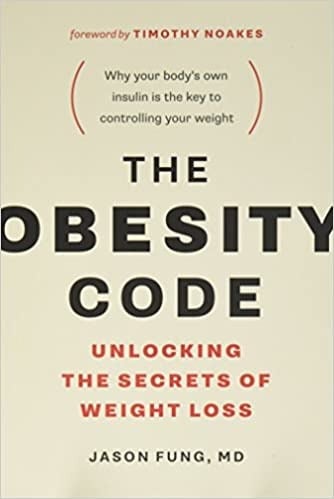 foreword by TIMOTHY NOAKES
Why your body's own
insulin is the key to
controlling your weight
THE
OBESITY
CODE
UNLOCKING
THE SECRETS OF
WEIGHT LOSS
JASON FUNG, MD